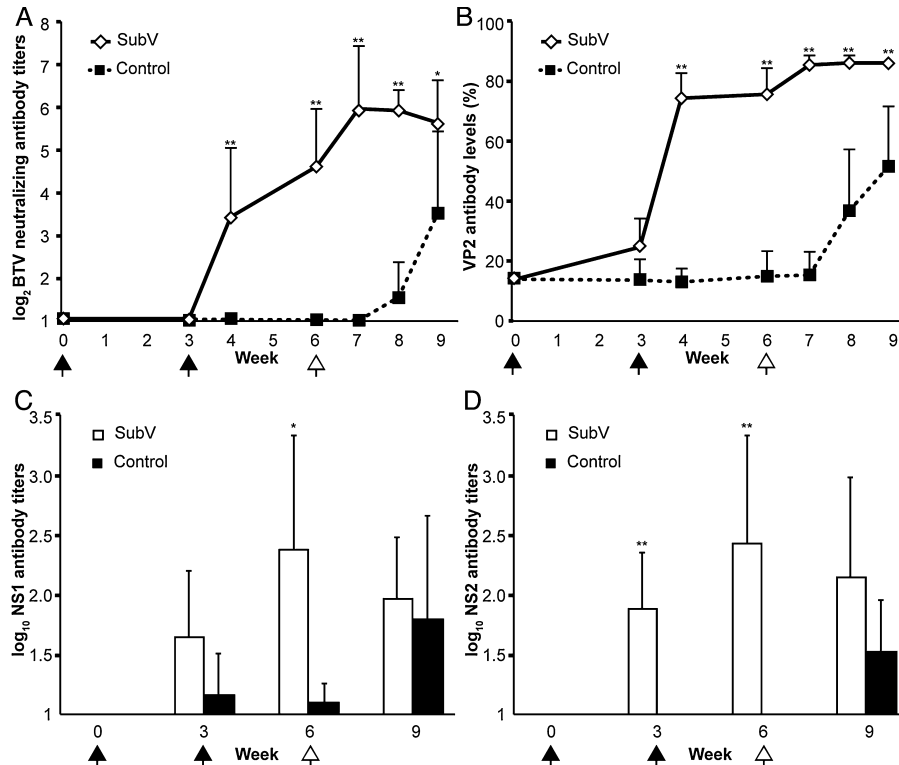 A
log2 BTV neutralizing antibody titers
8
7
6
5
4
3
2
1
SubV
Control
**
**
**
**
*
0 1 2 3 4 5 6 7 8 9
Week
B
VP2 antibody levels (%)
100
80
60
40
20
0
SubV
Control
**
**
**
**
**
0 1 2 3 4 5 6 7 8 9
Week
C
log10 NS1 antibody titers
3.5
3.0
2.5
2.0
1.5
1
SubV
Control
*
0 3 6 9
Week
D
log10 NS2 antibody titers
3.5
3.0
2.5
2.0
1.5
1
SubV
Control
**
**
0 3 6 9
Week